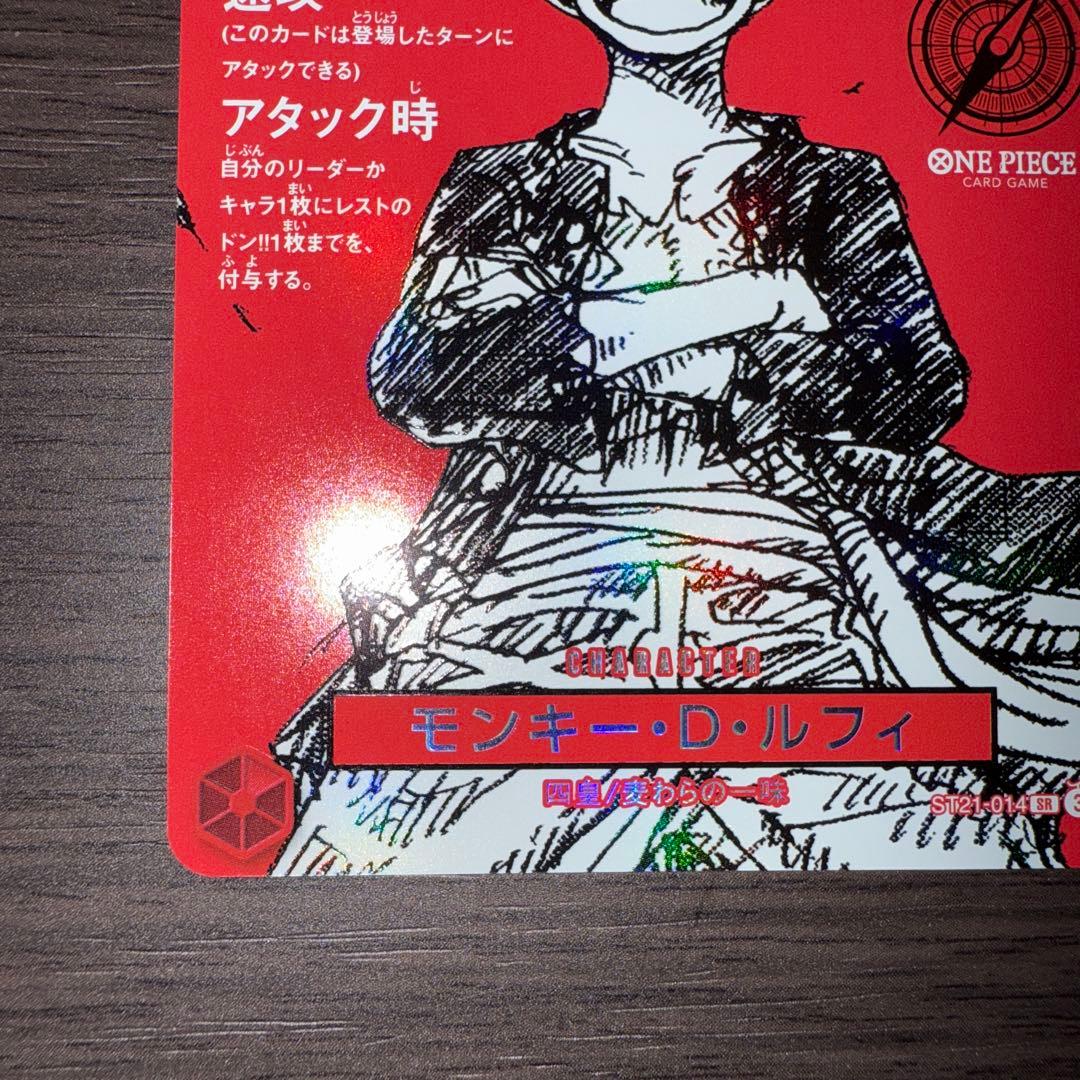 速攻
(このカードは登場したターンに
アタックできる)
アタック時
自分のリーダーか
キャラ1枚にレストの
ドン!!1枚までを、
付与する。
ONE PIECE
CARD GAME
CHARACTER
モンキー・D・ルフィ
四皇/麦わらの一味
ST21-014 SR